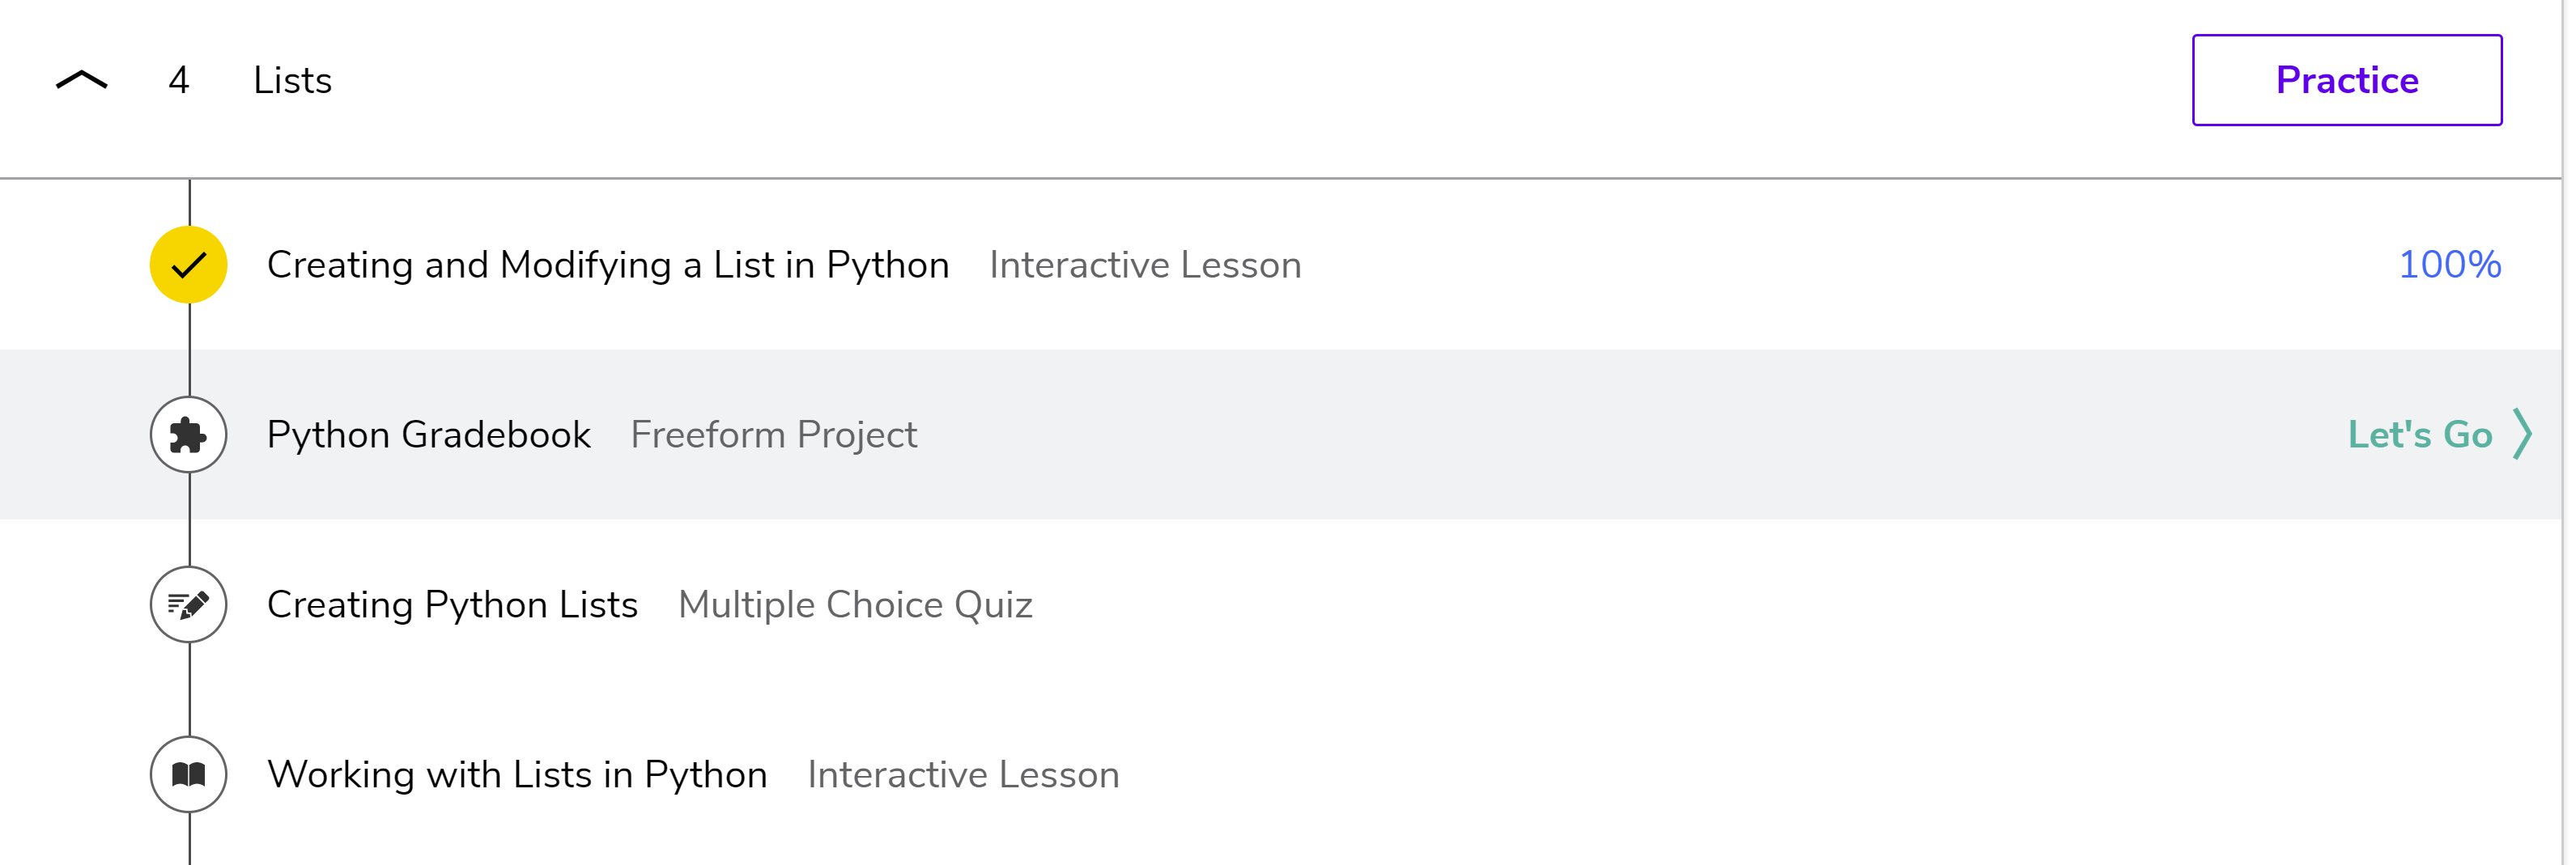 4 Lists Practice
Creating and Modifying a List in Python Interactive Lesson 100%
Python Gradebook Freeform Project Let's Go
Creating Python Lists Multiple Choice Quiz
Working with Lists in Python Interactive Lesson